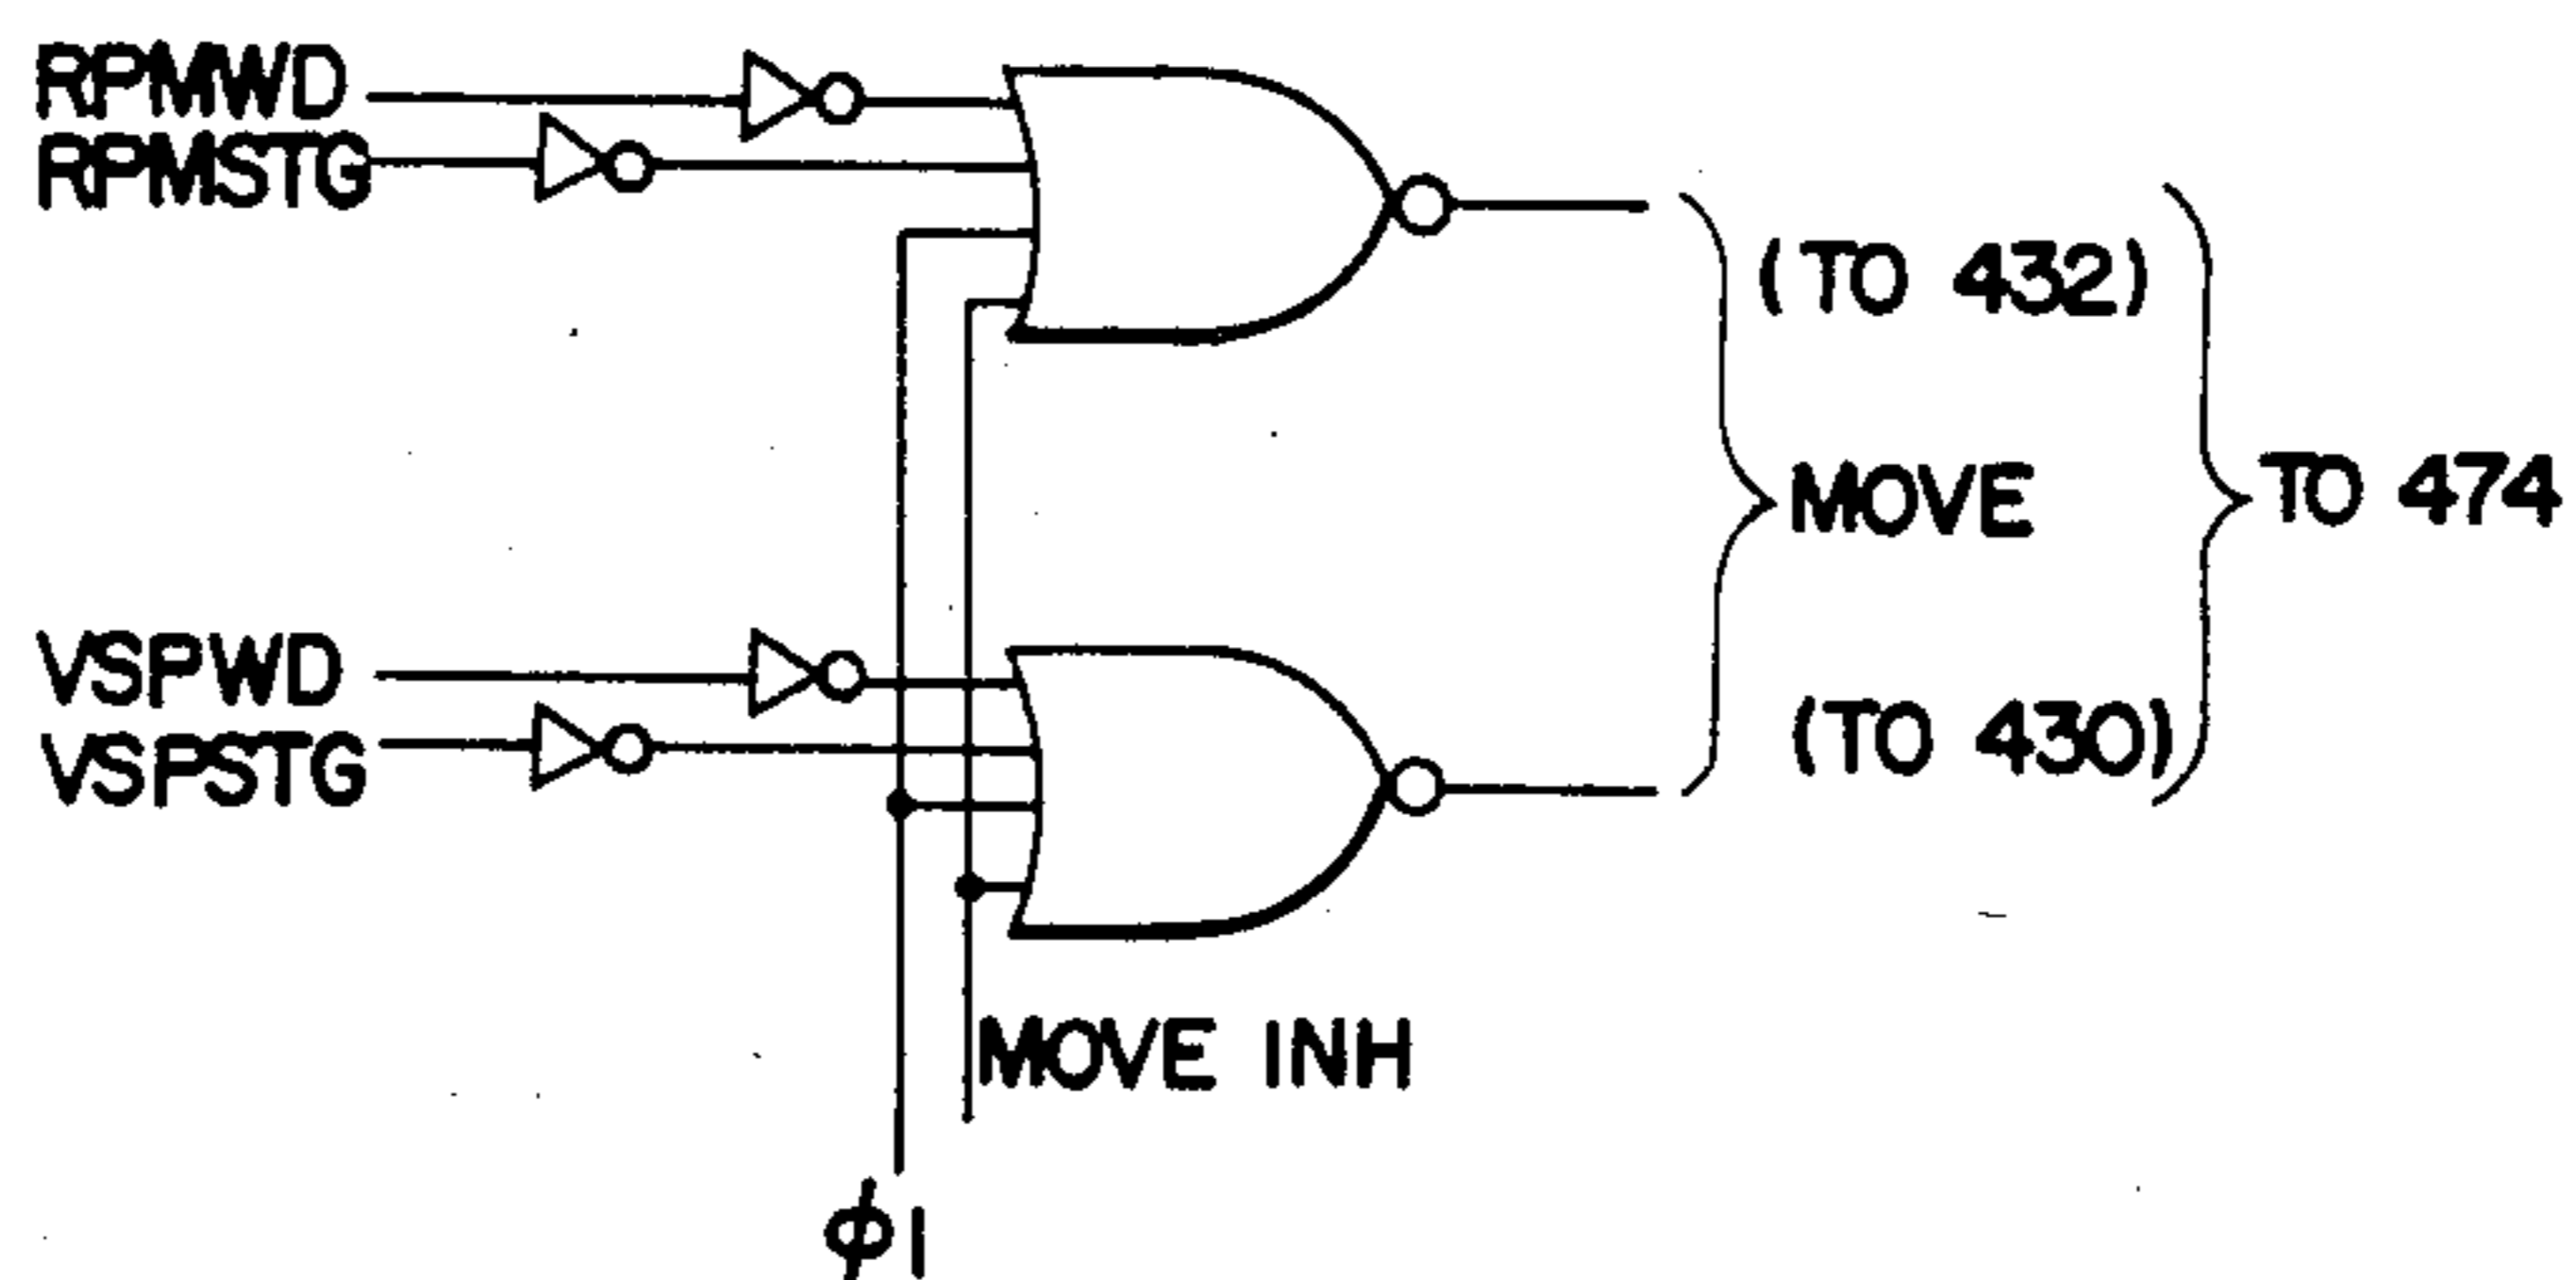 RPMWD
RPMSTG
(TO 432)
MOVE
TO 474
VSPWD
VSPSTG
(TO 430)
MOVE INH
φ1